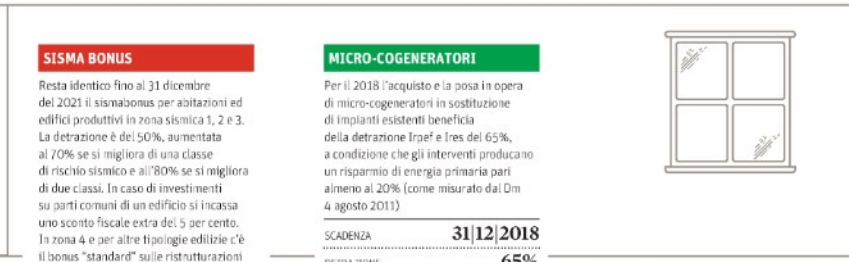 SISMA BONUS
Resta identico fino al 31 dicembre
del 2021 il sismabonus per abitazioni ed
edifici produttivi in zona sismica 1, 2 e 3.
La detrazione è del 50%, aumentata
al 70% se si migliora di una classe
di rischio sismico e all'80% se si migliora
di due classi. In caso di investimenti
su parti comuni di un edificio si incassa
uno sconto fiscale extra del 5 per cento.
In zona 4 e per altre tipologie edilizie c'è
il bonus "standard" sulle ristrutturazioni
MICRO-COGENERATORI
Per il 2018 l'acquisto e la posa in opera
di micro-cogeneratori in sostituzione
di impianti esistenti beneficia
della detrazione Irpef e Ires del 65%,
a condizione che gli interventi producano
un risparmio di energia primaria pari
almeno al 20% (come misurato dal Dm
4 agosto 2011)
SCADENZA 31|12|2018
DETRAZIONE 65%